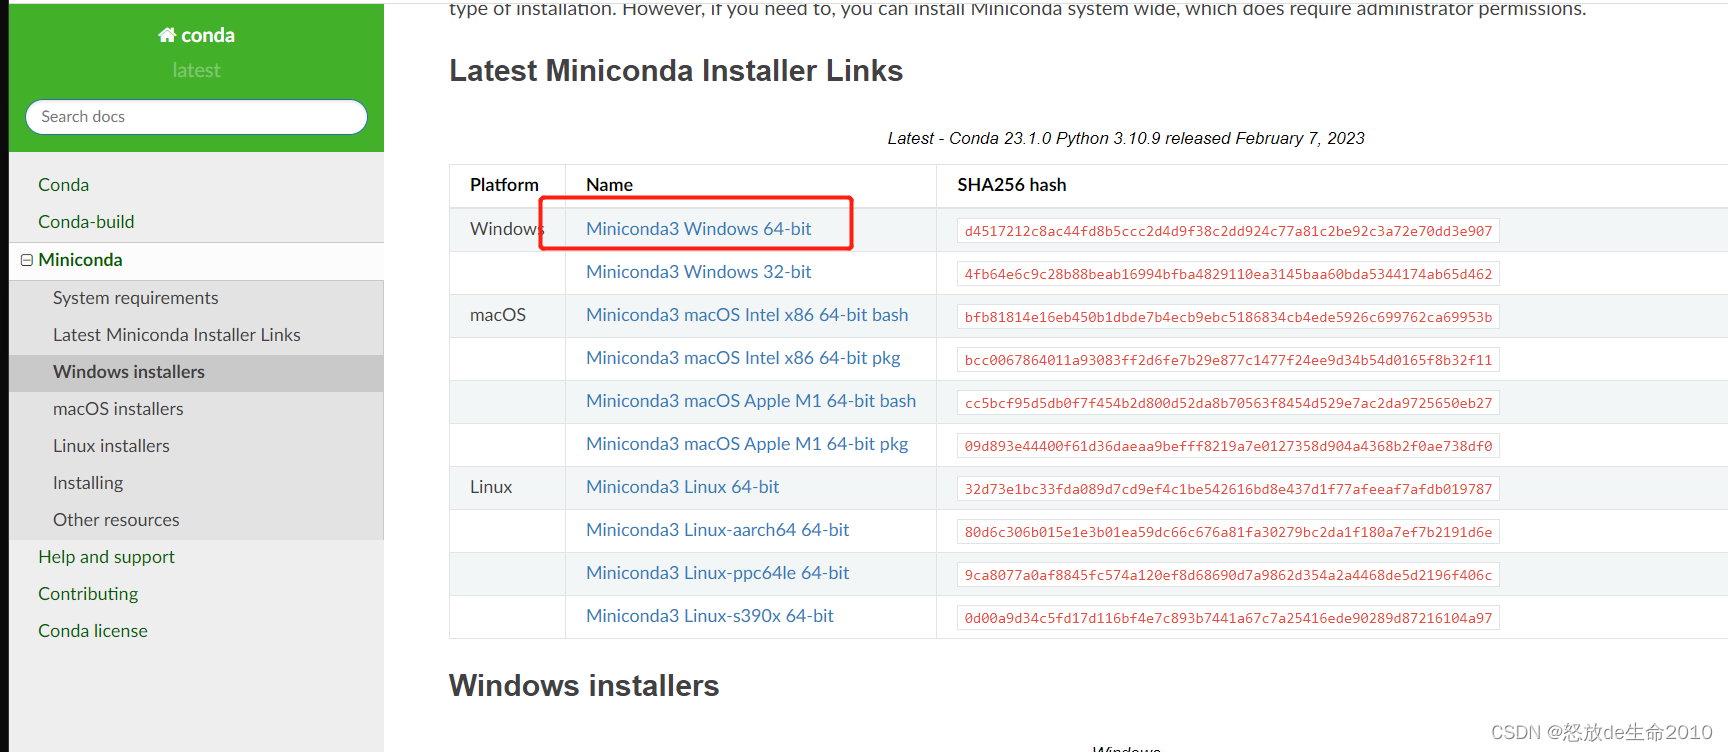 type of installation. However, if you need to, you can install Miniconda system wide, which does require administrator permissions.
conda
latest
Search docs
Conda
Conda-build
Miniconda
System requirements
Latest Miniconda Installer Links
Windows installers
macOS installers
Linux installers
Installing
Other resources
Help and support
Contributing
Conda license
Latest Miniconda Installer Links
Latest - Conda 23.1.0 Python 3.10.9 released February 7, 2023
Platform Name SHA256 hash
Windows Miniconda3 Windows 64-bit d4517212c8ac44fd8b5ccc2d4d9f38c2dd924c77a81c2be92c3a72e70dd3e907
Miniconda3 Windows 32-bit 4fb64e6c9c28b88beab16994bfba4829110ea3145baa60bda5344174ab65d462
macOS Miniconda3 macOS Intel x86 64-bit bash bfb81814e16eb450b1dbde7b4ecb9ebc5186834cb4ede5926c699762ca69953b
Miniconda3 macOS Intel x86 64-bit pkg bcc0067864011a93083ff2d6fe7b29e877c1477f24ee9d34b54d0165f8b32f11
Miniconda3 macOS Apple M1 64-bit bash cc5bcf95d5db0f7f454b2d800d52da8b70563f8454d529e7ac2da9725650eb27
Miniconda3 macOS Apple M1 64-bit pkg 09d893e44400f61d36daeaa9befff8219a7e0127358d904a4368b2f0ae738df0
Linux Miniconda3 Linux 64-bit 32d73e1bc33fda089d7cd9ef4c1be542616bd8e437d1f77afeeaf7afdb019787
Miniconda3 Linux-aarch64 64-bit 80d6c306b015e1e3b01ea59dc66c676a81fa30279bc2da1f180a7ef7b2191d6e
Miniconda3 Linux-ppc64le 64-bit 9ca8077a0af8845fc574a120ef8d68690d7a9862d354a2a4468de5d2196f406c
Miniconda3 Linux-s390x 64-bit 0d00a9d34c5fd17d116bf4e7c893b7441a67c7a25416ede90289d87216104a97
Windows installers
Windows
CSDN @怒放de生命2010